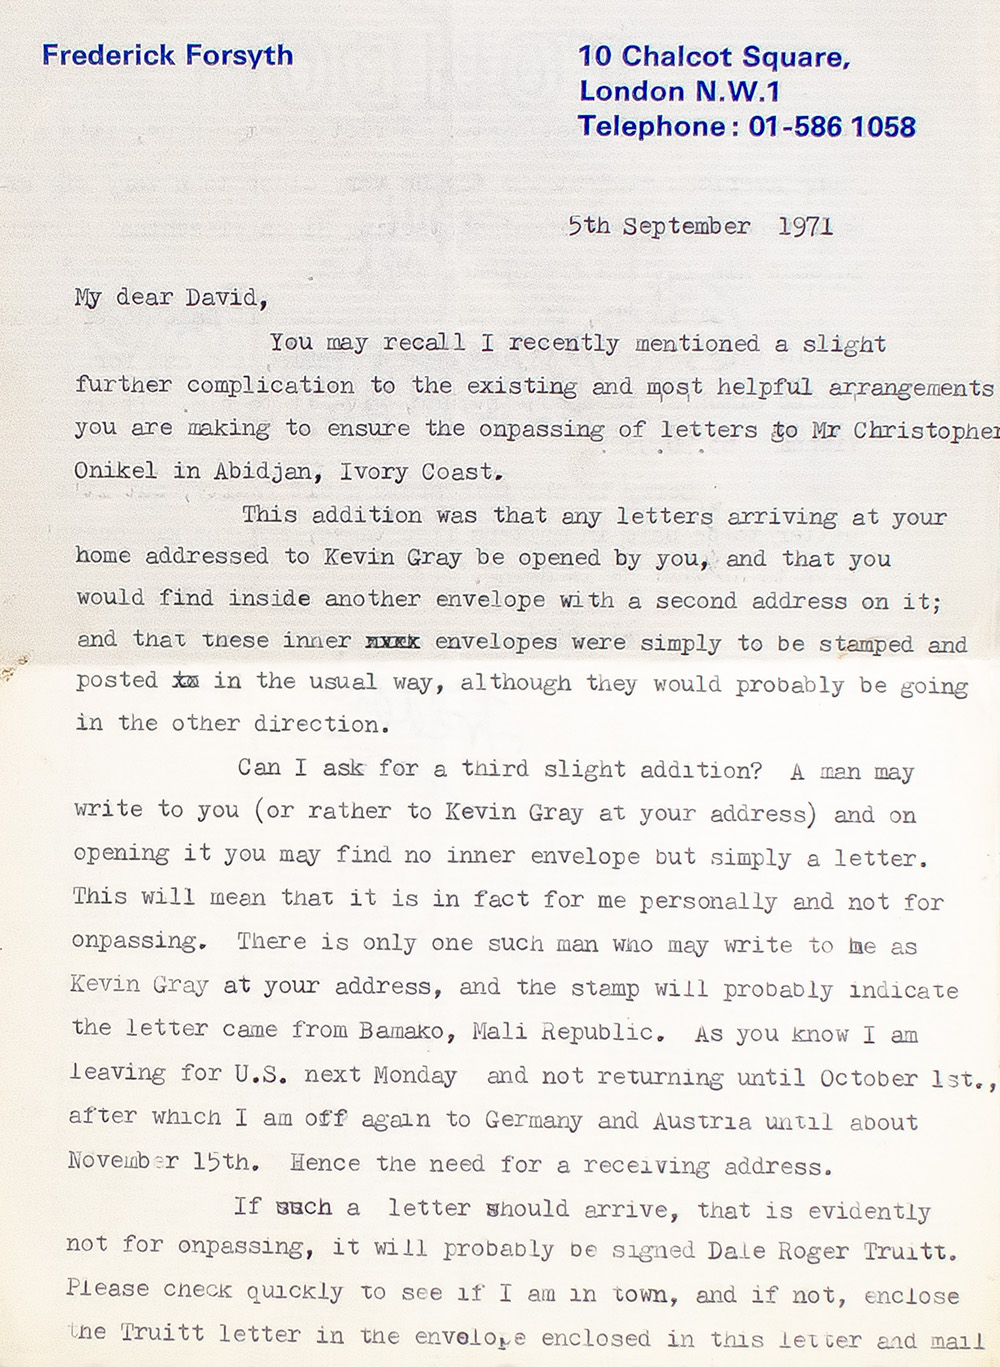 Frederick Forsyth
10 Chalcot Square,
London N.W.1
Telephone: 01-586 1058
5th September 1971
My dear David,
You may recall I recently mentioned a slight
further complication to the existing and most helpful arrangements
you are making to ensure the onpassing of letters to Mr Christopher
Onikel in Abidjan, Ivory Coast.
This addition was that any letters arriving at your
home addressed to Kevin Gray be opened by you, and that you
would find inside another envelope with a second address on it;
and that these inner envelopes were simply to be stamped and
posted in the usual way, although they would probably be going
in the other direction.
Can I ask for a third slight addition? A man may
write to you (or rather to Kevin Gray at your address) and on
opening it you may find no inner envelope but simply a letter.
This will mean that it is in fact for me personally and not for
onpassing. There is only one such man who may write to me as
Kevin Gray at your address, and the stamp will probably indicate
the letter came from Bamako, Mali Republic. As you know I am
leaving for U.S. next Monday and not returning until October 1st.,
after which I am off again to Germany and Austria until about
November 15th. Hence the need for a receiving address.
If such a letter should arrive, that is evidently
not for onpassing, it will probably be signed Dale Roger Truitt.
Please check quickly to see if I am in town, and if not, enclose
the Truitt letter in the envelope enclosed in this letter and mail